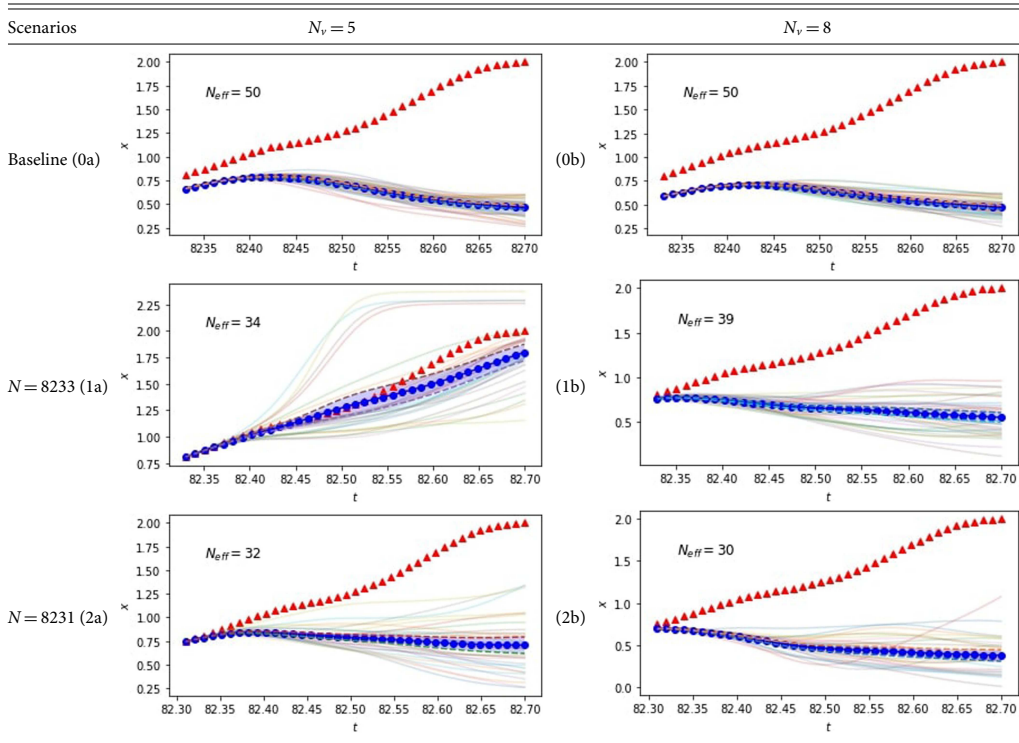 Scenarios N_v = 5 N_v = 8
Baseline (0a)
2.00
1.75
1.50
1.25
1.00
0.75
0.50
0.25
x
N_eff = 50
8235 8240 8245 8250 8255 8260 8265 8270
t
(0b)
2.00
1.75
1.50
1.25
1.00
0.75
0.50
0.25
x
N_eff = 50
8235 8240 8245 8250 8255 8260 8265 8270
t
N = 8233 (1a)
2.25
2.00
1.75
1.50
1.25
1.00
0.75
x
N_eff = 34
82.35 82.40 82.45 82.50 82.55 82.60 82.65 82.70
t
(1b)
2.0
1.5
1.0
0.5
x
N_eff = 39
82.35 82.40 82.45 82.50 82.55 82.60 82.65 82.70
t
N = 8231 (2a)
2.00
1.75
1.50
1.25
1.00
0.75
0.50
0.25
x
N_eff = 32
82.30 82.35 82.40 82.45 82.50 82.55 82.60 82.65 82.70
t
(2b)
2.0
1.5
1.0
0.5
0.0
x
N_eff = 30
82.30 82.35 82.40 82.45 82.50 82.55 82.60 82.65 82.70
t